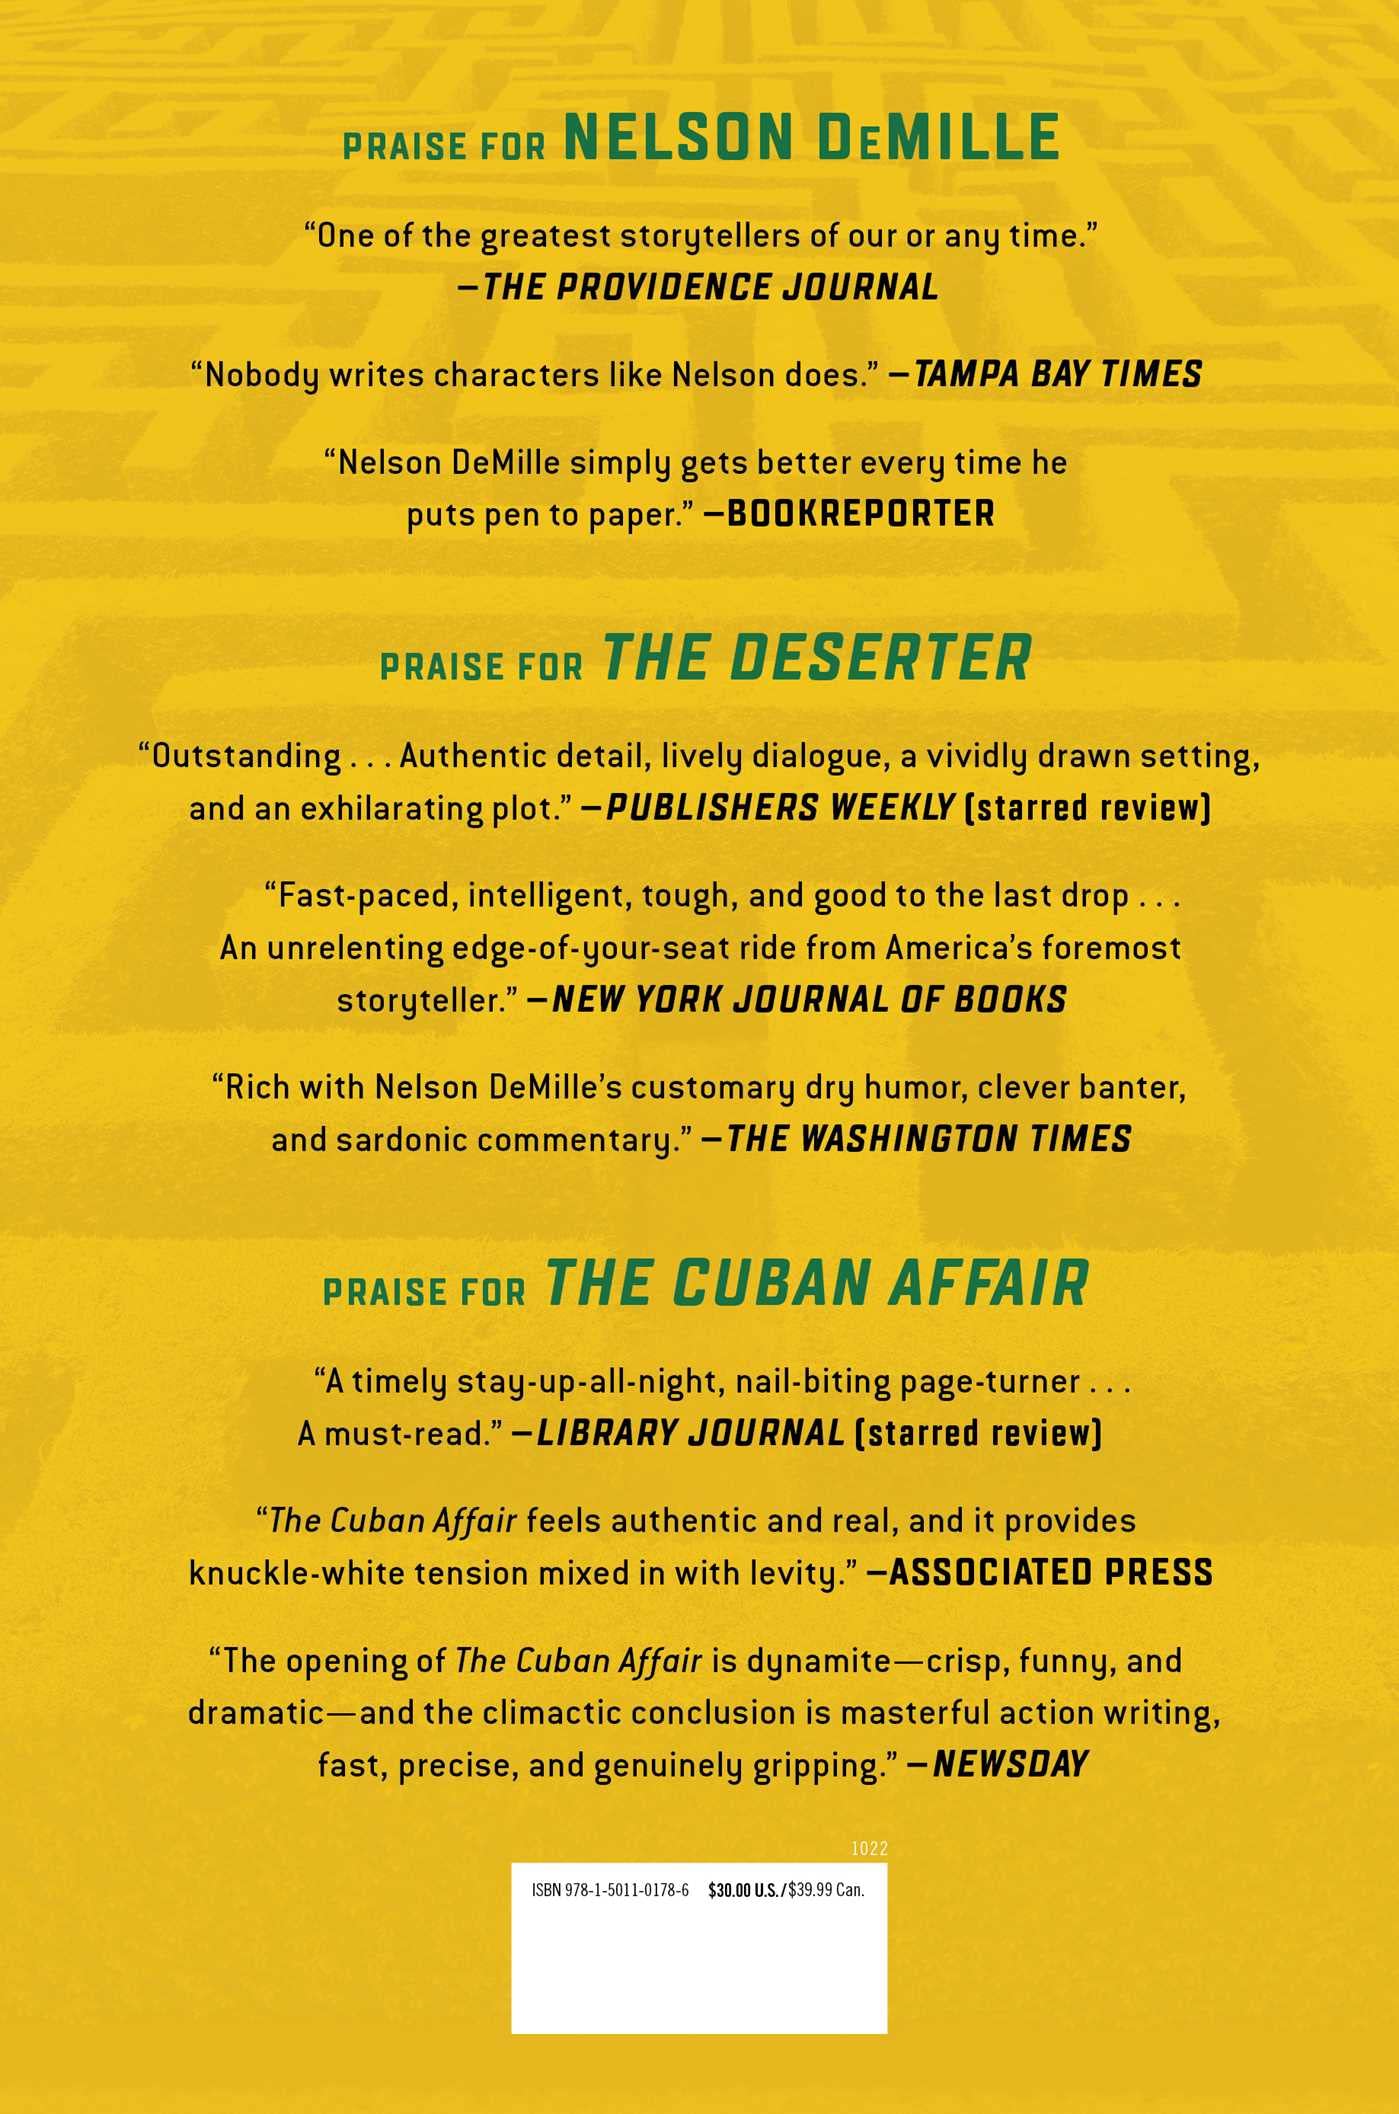 PRAISE FOR NELSON DeMILLE
“One of the greatest storytellers of our or any time.”
—THE PROVIDENCE JOURNAL
“Nobody writes characters like Nelson does.” —TAMPA BAY TIMES
“Nelson DeMille simply gets better every time he
puts pen to paper.” —BOOKREPORTER
PRAISE FOR THE DESERTER
“Outstanding . . . Authentic detail, lively dialogue, a vividly drawn setting,
and an exhilarating plot.” —PUBLISHERS WEEKLY (starred review)
“Fast-paced, intelligent, tough, and good to the last drop . . .
An unrelenting edge-of-your-seat ride from America’s foremost
storyteller.” —NEW YORK JOURNAL OF BOOKS
“Rich with Nelson DeMille’s customary dry humor, clever banter,
and sardonic commentary.” —THE WASHINGTON TIMES
PRAISE FOR THE CUBAN AFFAIR
“A timely stay-up-all-night, nail-biting page-turner . . .
A must-read.” —LIBRARY JOURNAL (starred review)
“The Cuban Affair feels authentic and real, and it provides
knuckle-white tension mixed in with levity.” —ASSOCIATED PRESS
“The opening of The Cuban Affair is dynamite—crisp, funny, and
dramatic—and the climactic conclusion is masterful action writing,
fast, precise, and genuinely gripping.” —NEWSDAY
1022
ISBN 978-1-5011-0178-6 $30.00 U.S./$39.99 Can.